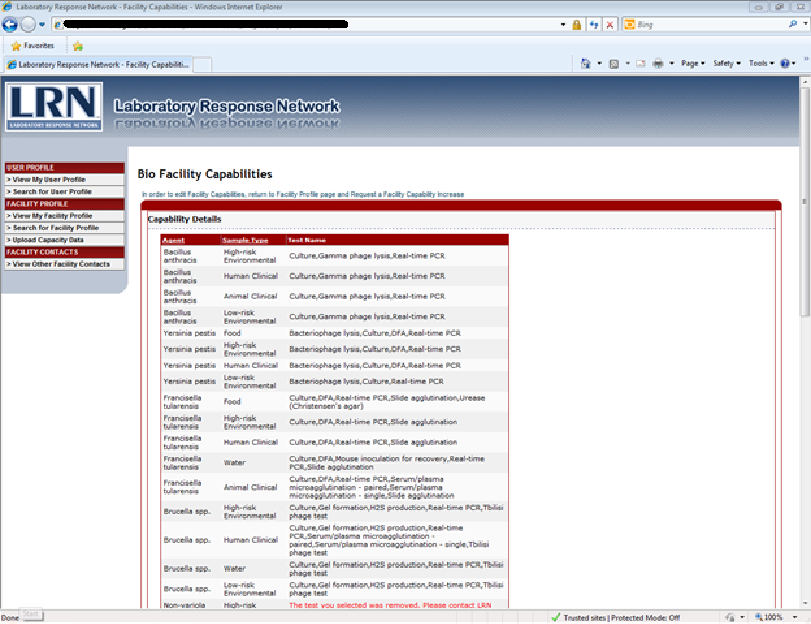 Laboratory Response Network - Facility Capabilities - Windows Internet Explorer
Bing
Favorites
Laboratory Response Network - Facility Capabiliti...
Page Safety Tools
LRN
LABORATORY RESPONSE NETWORK
Laboratory Response Network
USER PROFILE
> View My User Profile
> Search for User Profile
FACILITY PROFILE
> View My Facility Profile
> Search for Facility Profile
> Upload Capacity Data
FACILITY CONTACTS
> View Other Facility Contacts
Bio Facility Capabilities
In order to edit Facility Capabilities, return to Facility Profile page and Request a Facility Capability increase
Capability Details
Agent Sample Type Test Name
Bacillus anthracis High-risk Environmental Culture,Gamma phage lysis,Real-time PCR
Bacillus anthracis Human Clinical Culture,Gamma phage lysis,Real-time PCR
Bacillus anthracis Animal Clinical Culture,Gamma phage lysis,Real-time PCR
Bacillus anthracis Low-risk Environmental Culture,Gamma phage lysis,Real-time PCR
Yersinia pestis Food Bacteriophage lysis,Culture,DFA,Real-time PCR
Yersinia pestis High-risk Environmental Bacteriophage lysis,Culture,DFA,Real-time PCR
Yersinia pestis Human Clinical Bacteriophage lysis,Culture,DFA,Real-time PCR
Yersinia pestis Low-risk Environmental Bacteriophage lysis,Culture,Real-time PCR
Francisella tularensis Food Culture,DFA,Real-time PCR,Slide agglutination,Urease (Christensen's agar)
Francisella tularensis High-risk Environmental Culture,DFA,Real-time PCR,Slide agglutination
Francisella tularensis Human Clinical Culture,DFA,Real-time PCR,Slide agglutination
Francisella tularensis Water Culture,DFA,Mouse inoculation for recovery,Real-time PCR,Slide agglutination
Francisella tularensis Animal Clinical Culture,DFA,Real-time PCR,Serum/plasma microagglutination - paired,Serum/plasma microagglutination - single,Slide agglutination
Brucella spp. High-risk Environmental Culture,Gel formation,H2S production,Real-time PCR,Tbilisi phage test
Brucella spp. Human Clinical Culture,Gel formation,H2S production,Real-time PCR,Serum/plasma microagglutination - paired,Serum/plasma microagglutination - single,Tbilisi phage test
Brucella spp. Water Culture,Gel formation,H2S production,Real-time PCR,Tbilisi phage test
Brucella spp. Low-risk Environmental Culture,Gel formation,H2S production,Real-time PCR,Tbilisi phage test
Non-variola High-risk The test you selected was removed. Please contact LRN
Done Start Trusted sites | Protected Mode: Off 100%